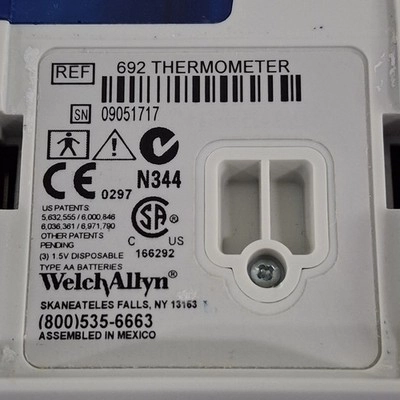 REF 692 THERMOMETER
SN 09051717
CE 0297 N344
US PATENTS
5,632,555 / 6,000,846
6,036,361 / 6,971,790
OTHER PATENTS
PENDING
SA
C US
166292
(3) 1.5V DISPOSABLE
TYPE AA BATTERIES
WelchAllyn®
SKANEATELES FALLS, NY 13153
(800)535-6663
ASSEMBLED IN MEXICO